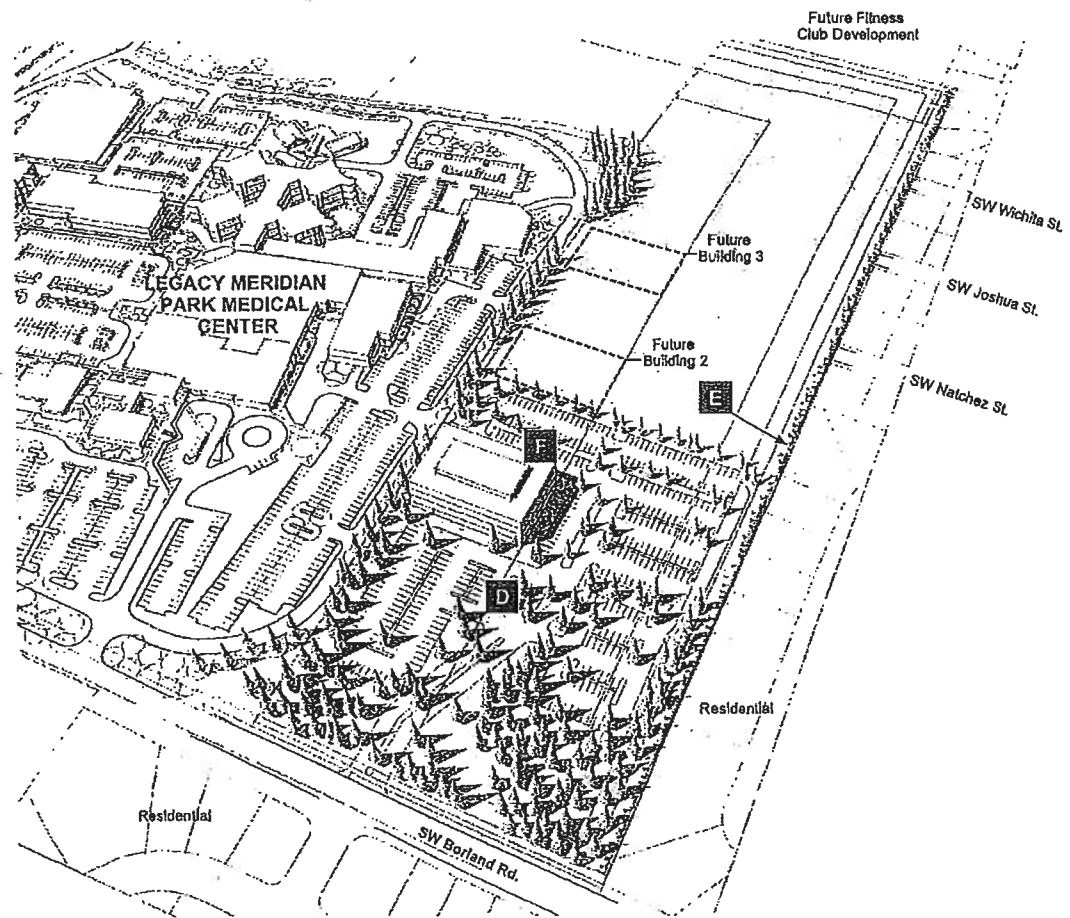 Future Fitness
Club Development
SW Wichita St.
Future
Building 3
SW Joshua St.
LEGACY MERIDIAN
PARK MEDICAL
CENTER
Future
Building 2
SW Natchez St.
E
F
D
Residential
Residential
SW Borland Rd.